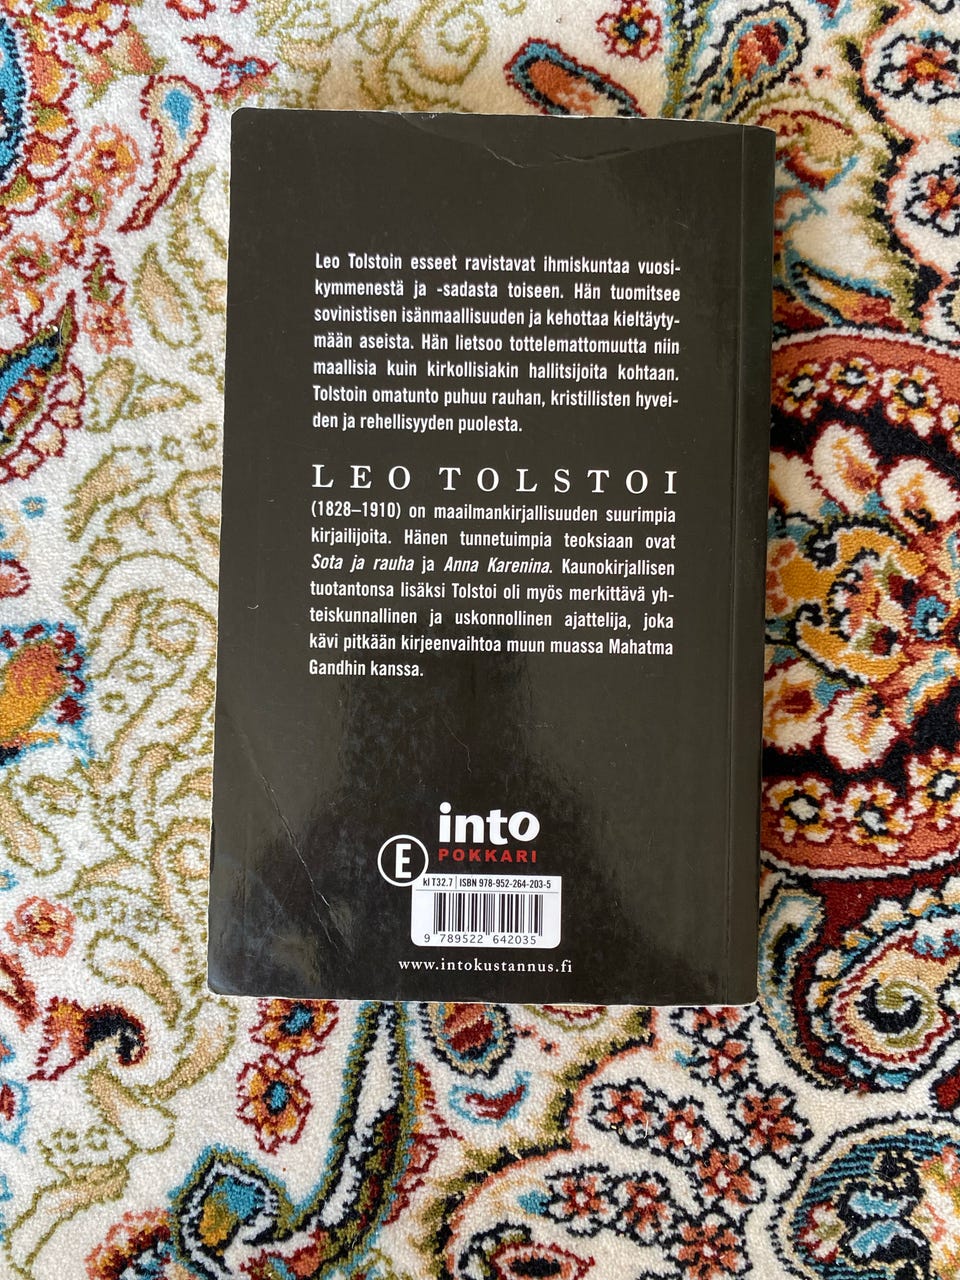 Leo Tolstoin esseet ravistavat ihmiskuntaa vuosi-
kymmenestä ja -sadasta toiseen. Hän tuomitsee
sovinistisen isänmaallisuuden ja kehottaa kieltäyty-
mään aseista. Hän lietsoo tottelemattomuutta niin
maallisia kuin kirkollisiakin hallitsijoita kohtaan.
Tolstoin omatunto puhuu rauhan, kristillisten hyvei-
den ja rehellisyyden puolesta.
LEO TOLSTOI
(1828–1910) on maailmankirjallisuuden suurimpia
kirjailijoita. Hänen tunnetuimpia teoksiaan ovat
Sota ja rauha ja Anna Karenina. Kaunokirjallisen
tuotantonsa lisäksi Tolstoi oli myös merkittävä yh-
teiskunnallinen ja uskonnollinen ajattelija, joka
kävi pitkään kirjeenvaihtoa muun muassa Mahatma
Gandhin kanssa.
into
POKKARI
E
kl T32.7 ISBN 978-952-264-203-5
9 789522 642035
www.intokustannus.fi